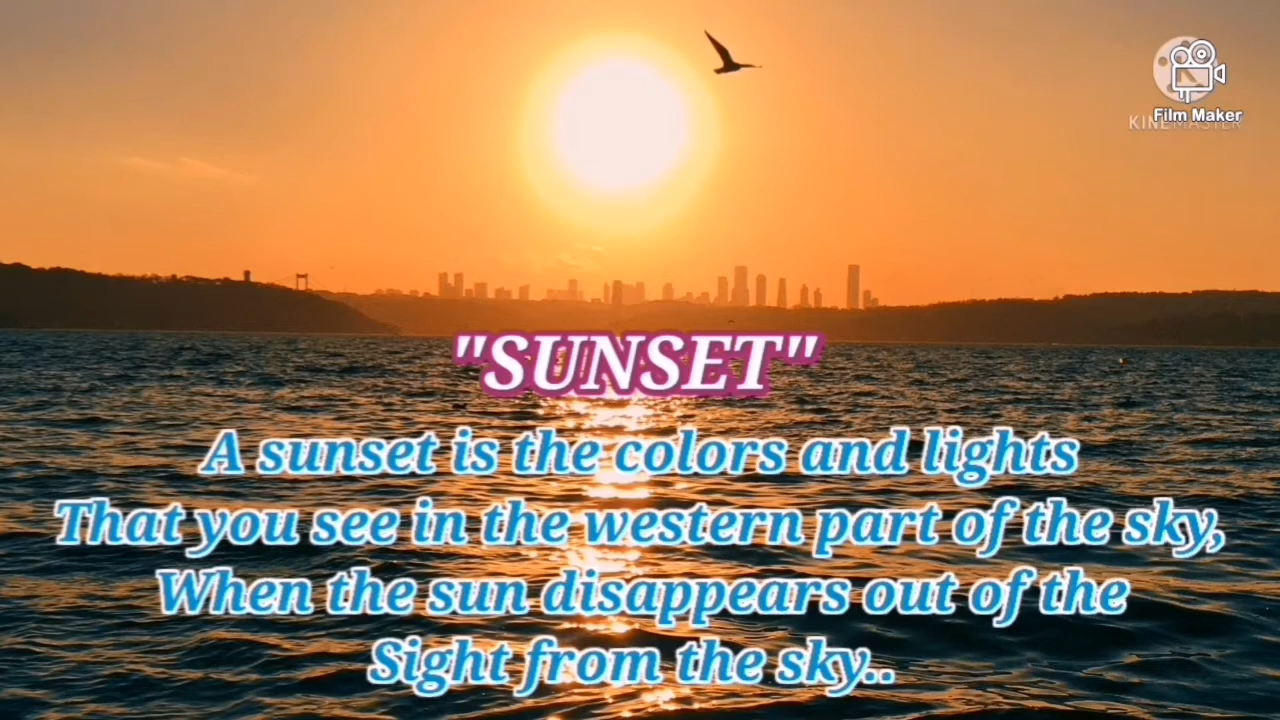 Film Maker
KINEMASTER
"SUNSET"
A sunset is the colors and lights
That you see in the western part of the sky,
When the sun disappears out of the
Sight from the sky..